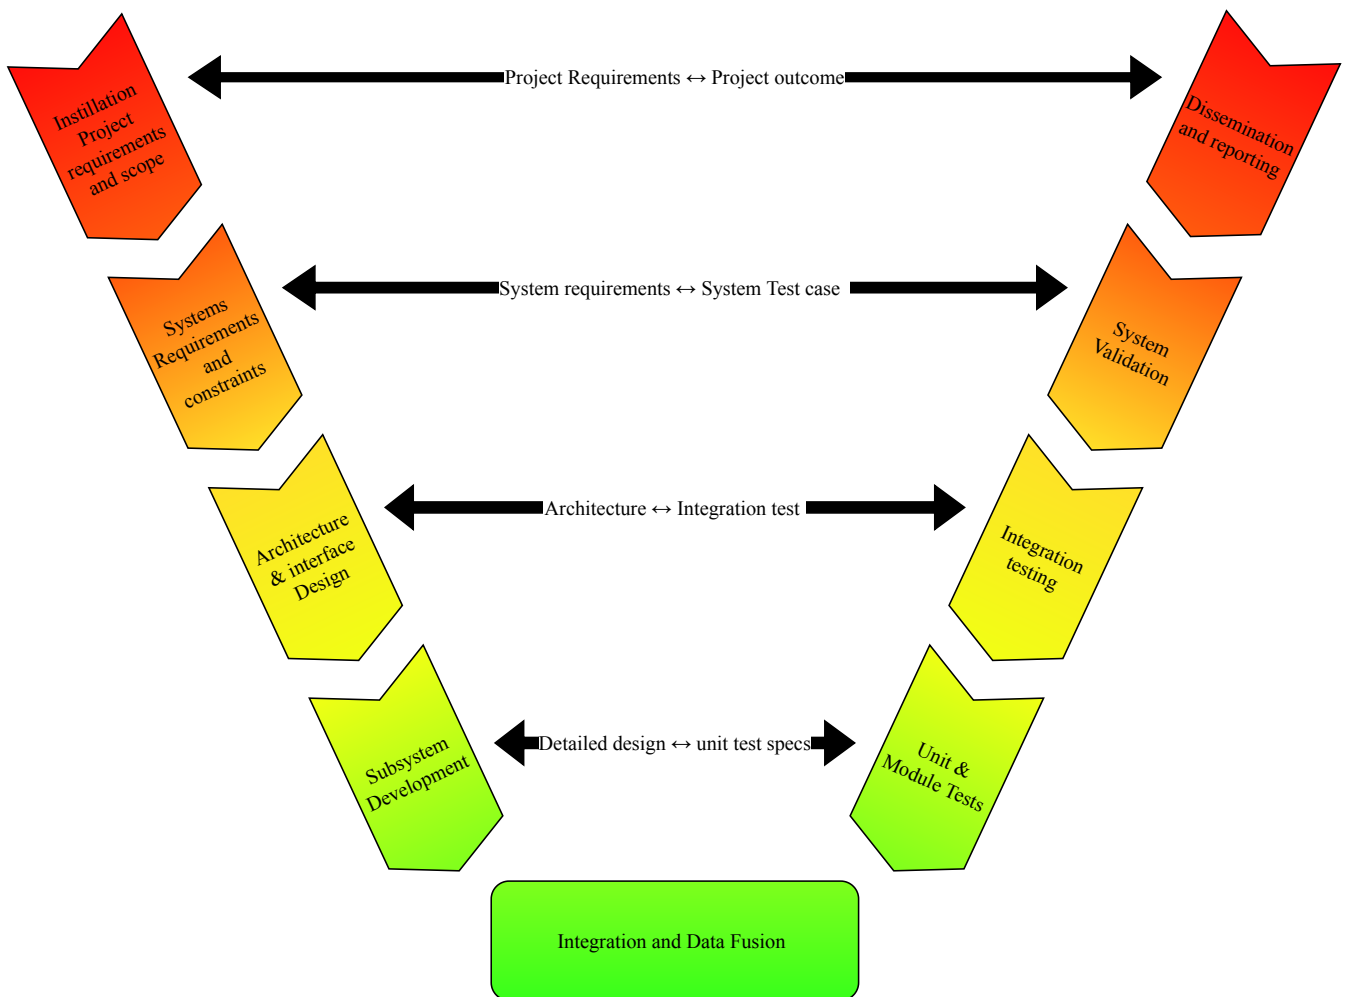 Instillation
Project
requirements
and scope
Project Requirements ↔ Project outcome
Dissemination
and reporting
Systems
Requirements
and
constraints
System requirements ↔ System Test case
System
Validation
Architecture
& interface
Design
Architecture ↔ Integration test
Integration
testing
Subsystem
Development
Detailed design ↔ unit test specs
Unit &
Module Tests
Integration and Data Fusion